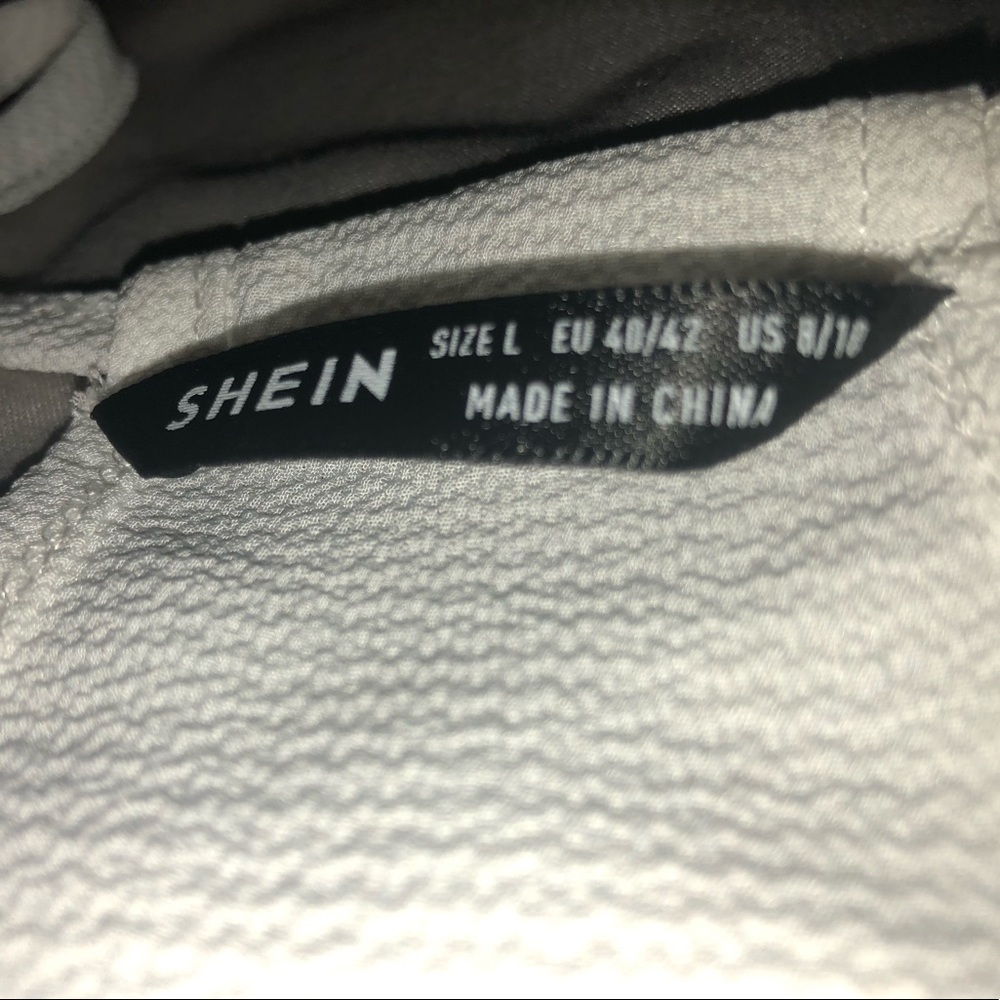 SHEIN
SIZE L EU 40/42 US 8/10
MADE IN CHINA